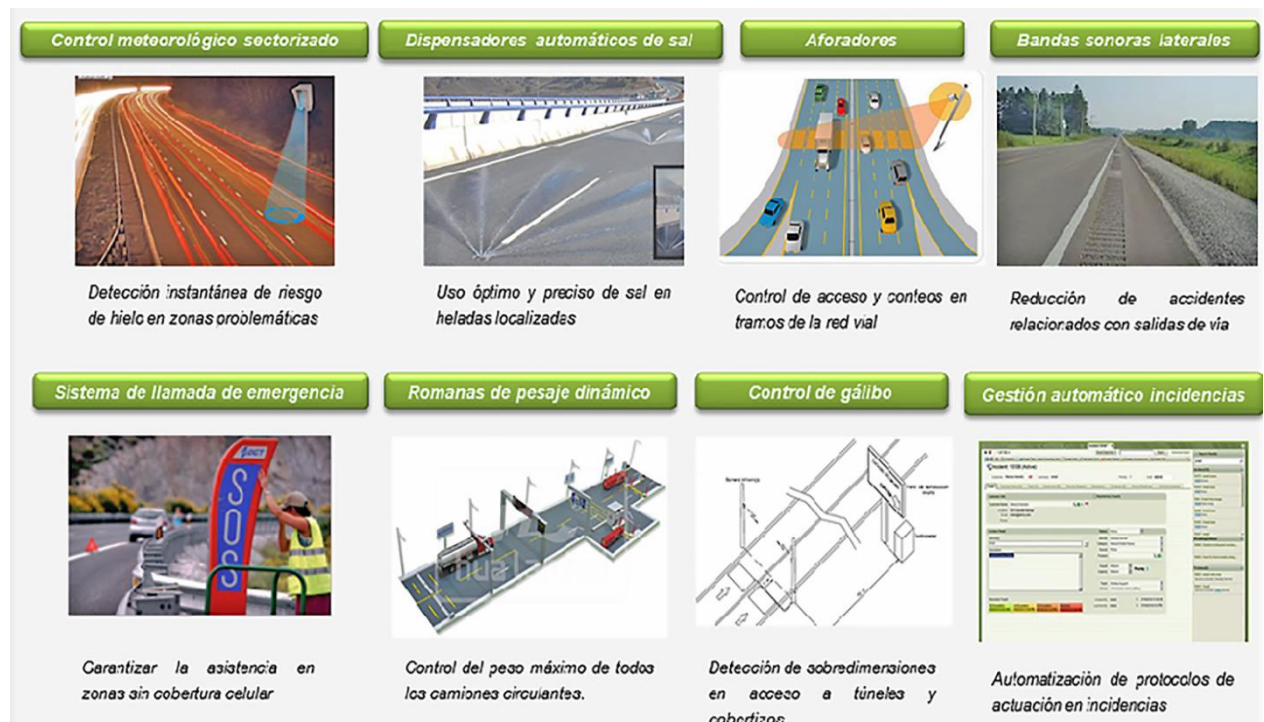 Control meteorológico sectorizado
Dispensadores automáticos de sal
Aforadores
Bandas sonoras laterales
Detección instantánea de riesgo
de hielo en zonas problemáticas
Uso óptimo y preciso de sal en
heladas localizadas
Control de acceso y conteos en
tramos de la red vial
Reducción de accidentes
relacionados con salidas de vía
Sistema de llamada de emergencia
Romanas de pesaje dinámico
Control de gálibo
Gestión automático incidencias
DGT
SOS
Garantizar la asistencia en
zonas sin cobertura celular
Control del peso máximo de todos
los camiones circulantes.
Detección de sobredimensiones
en acceso a túneles y
cobertizos
Automatización de protocolos de
actuación en incidencias